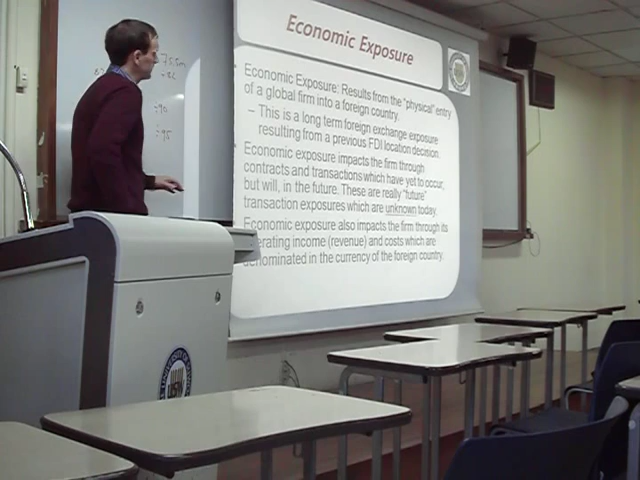 Economic Exposure
Economic Exposure: Results from the "physical" entry
of a global firm into a foreign country.
– This is a long term foreign exchange exposure
resulting from a previous FDI location decision.
Economic exposure impacts the firm through
contracts and transactions which have yet to occur,
but will, in the future. These are really "future"
transaction exposures which are unknown today.
Economic exposure also impacts the firm through its
operating income (revenue) and costs which are
denominated in the currency of the foreign country.